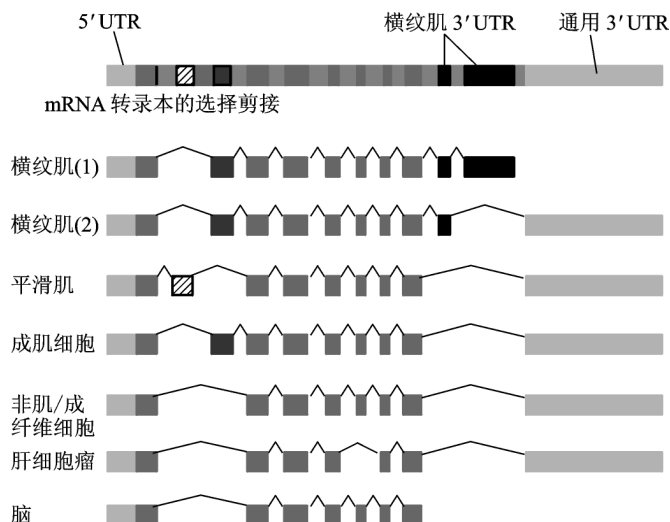 5′UTR
横纹肌 3′UTR
通用 3′UTR
mRNA 转录本的选择剪接
横纹肌(1)
横纹肌(2)
平滑肌
成肌细胞
非肌/成
纤维细胞
肝细胞瘤
脑